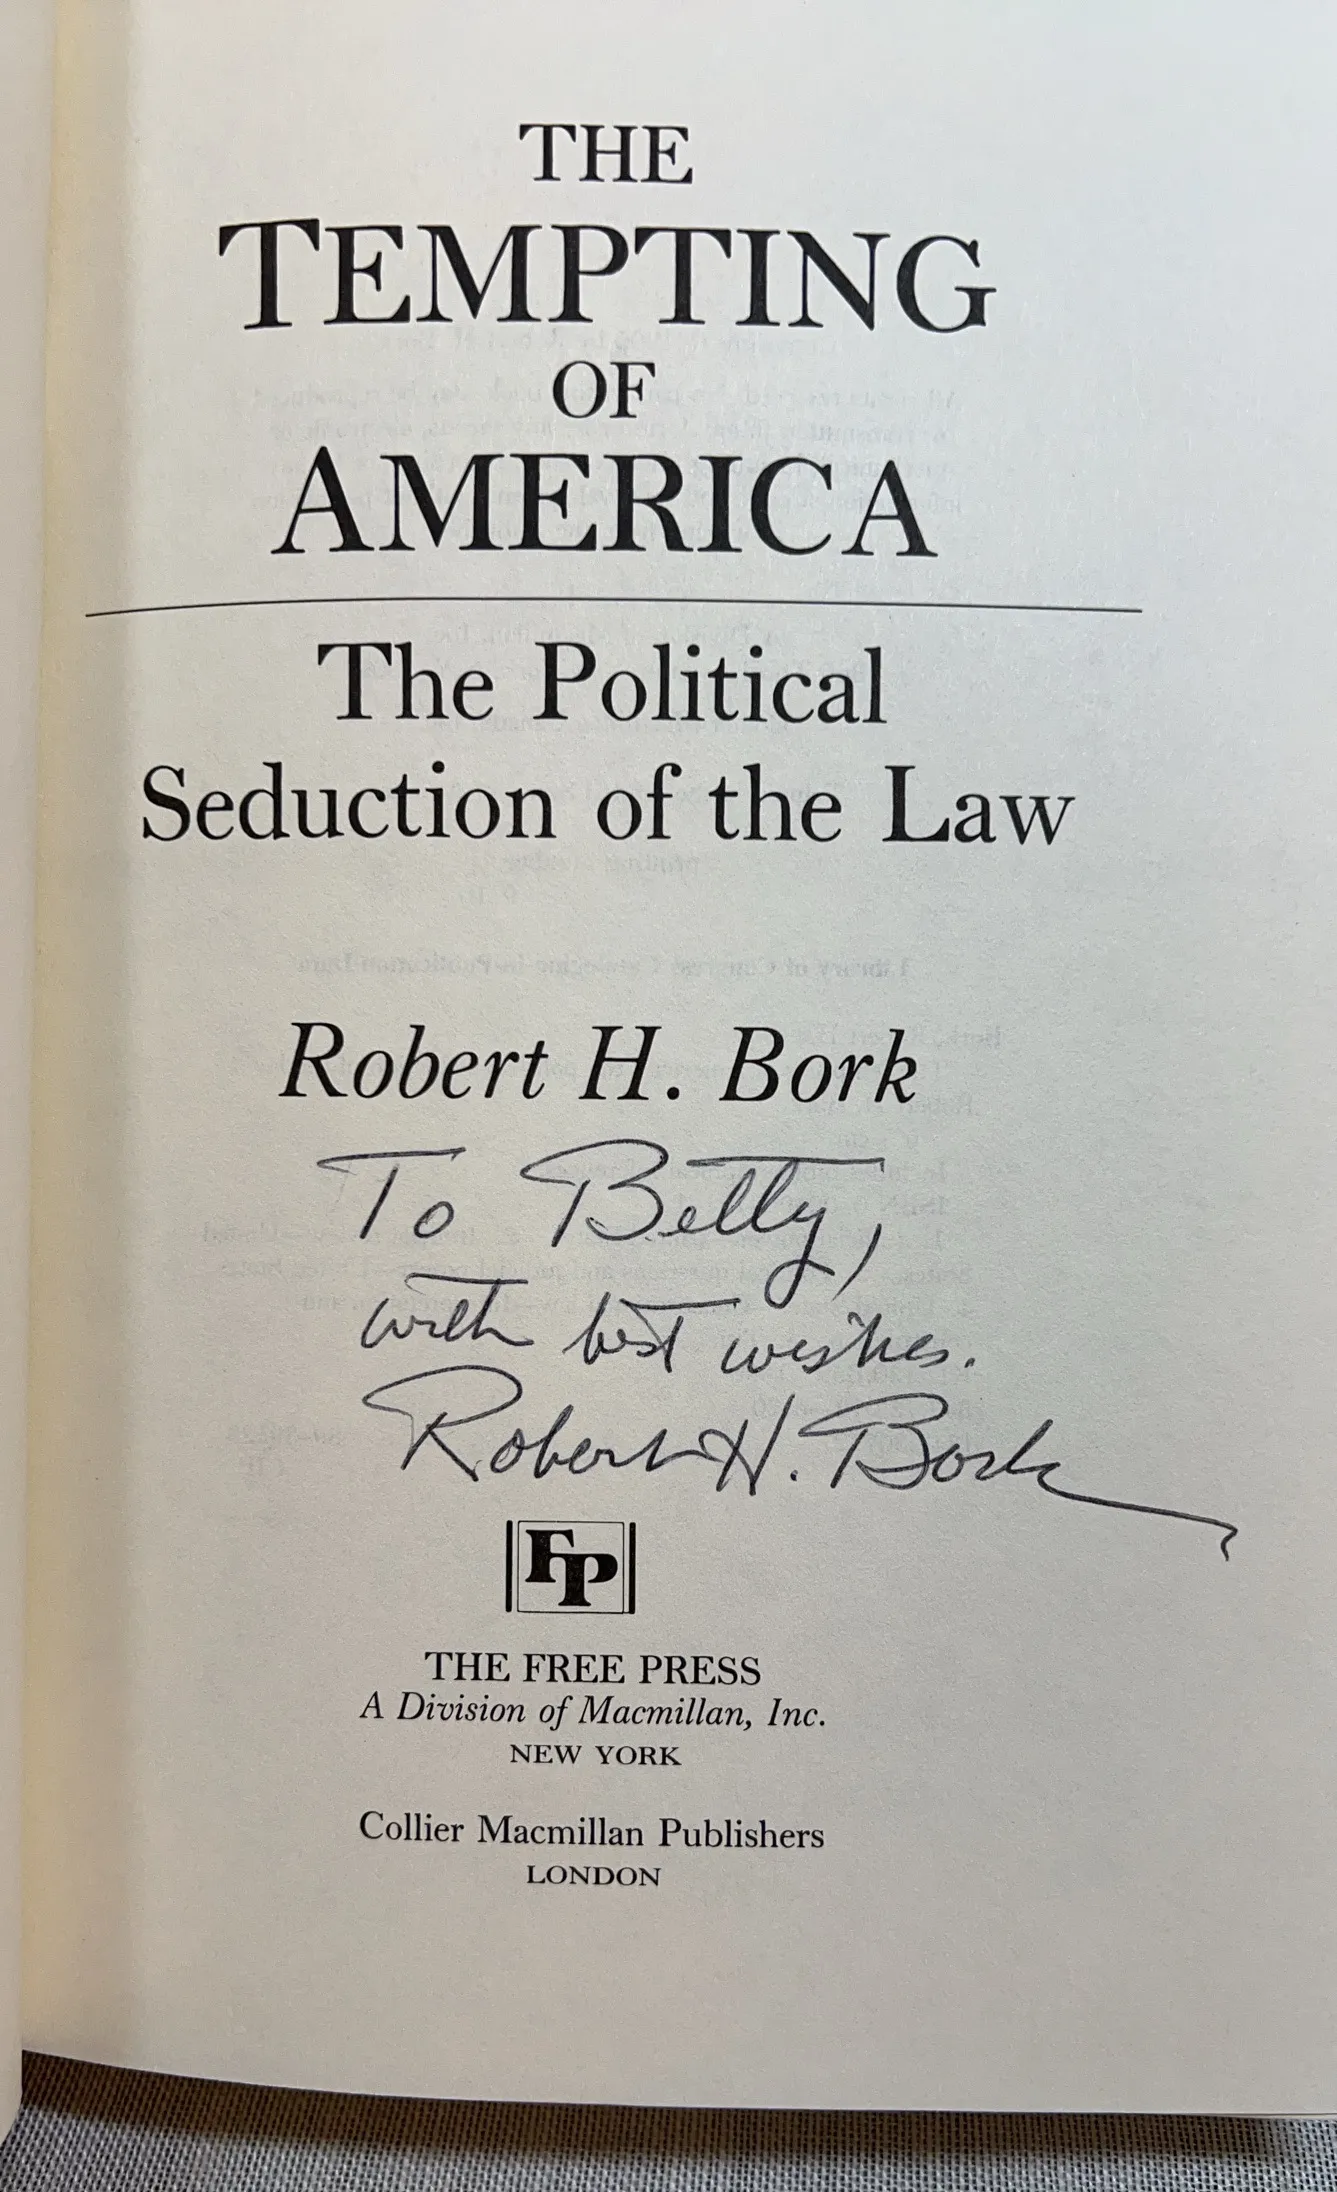 THE
TEMPTING
OF
AMERICA
The Political
Seduction of the Law
Robert H. Bork
To Betty,
with best wishes.
Robert H. Bork
FP
THE FREE PRESS
A Division of Macmillan, Inc.
NEW YORK
Collier Macmillan Publishers
LONDON